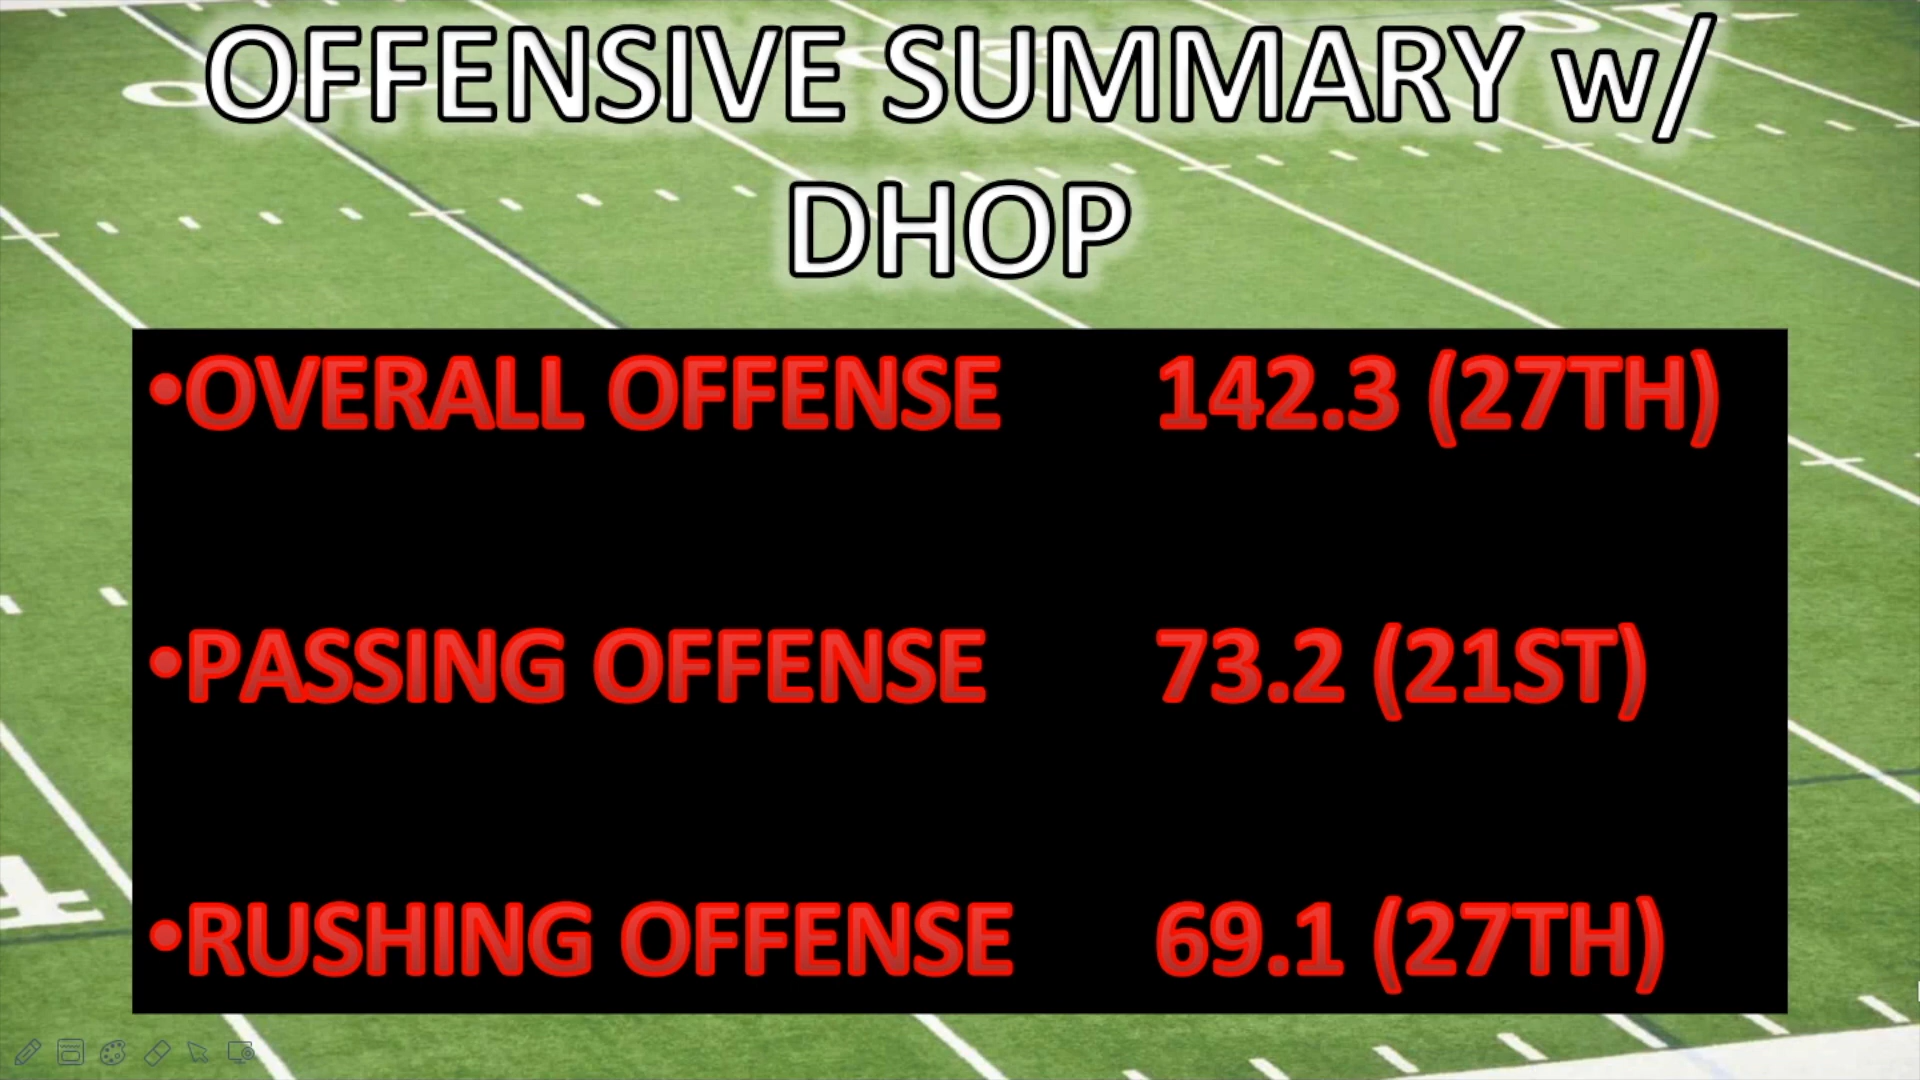 OFFENSIVE SUMMARY w/
DHOP
•OVERALL OFFENSE 142.3 (27TH)
•PASSING OFFENSE 73.2 (21ST)
•RUSHING OFFENSE 69.1 (27TH)